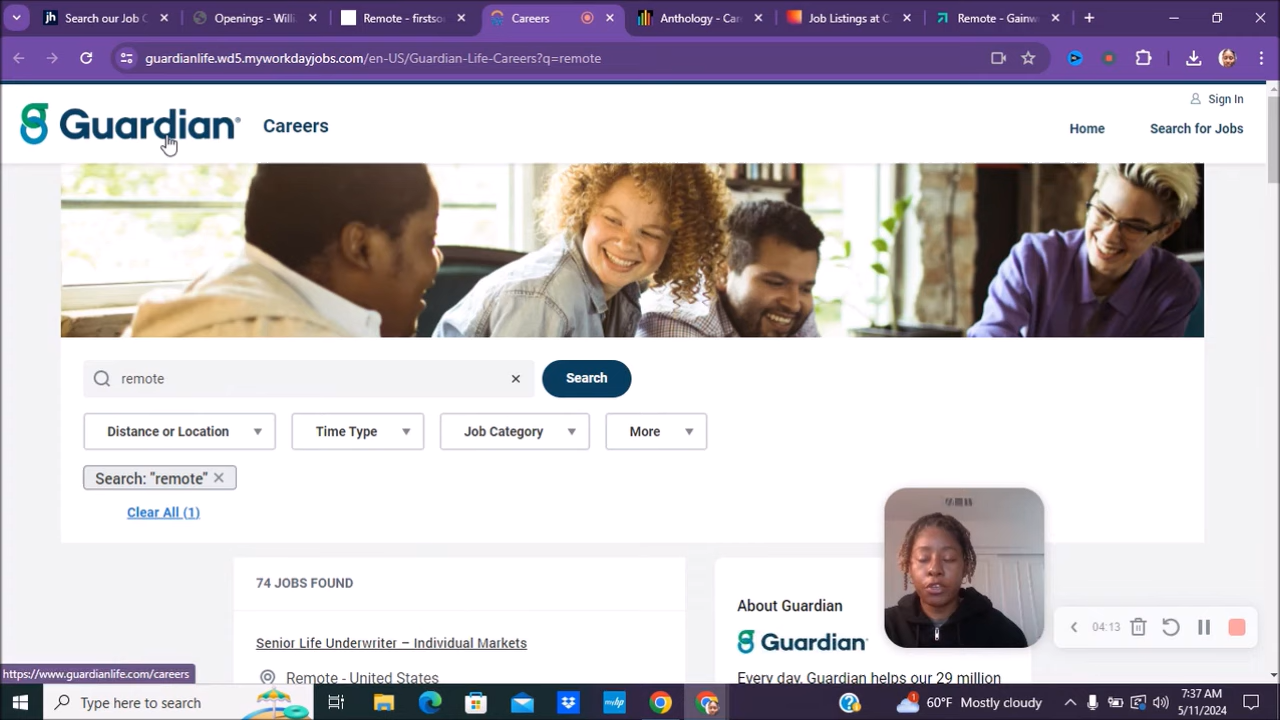 Search our Job C
Openings - Willi
Remote - firstso
Careers
Anthology - Car
Job Listings at C
Remote - Gainw
guardianlife.wd5.myworkdayjobs.com/en-US/Guardian-Life-Careers?q=remote
Sign In
Guardian Careers
Home
Search for Jobs
remote
Search
Distance or Location
Time Type
Job Category
More
Search: "remote"
Clear All (1)
74 JOBS FOUND
Senior Life Underwriter – Individual Markets
Remote - United States
About Guardian
Guardian
Every day, Guardian helps our 29 million
04:13
https://www.guardianlife.com/careers
Type here to search
60°F Mostly cloudy
7:37 AM
5/11/2024